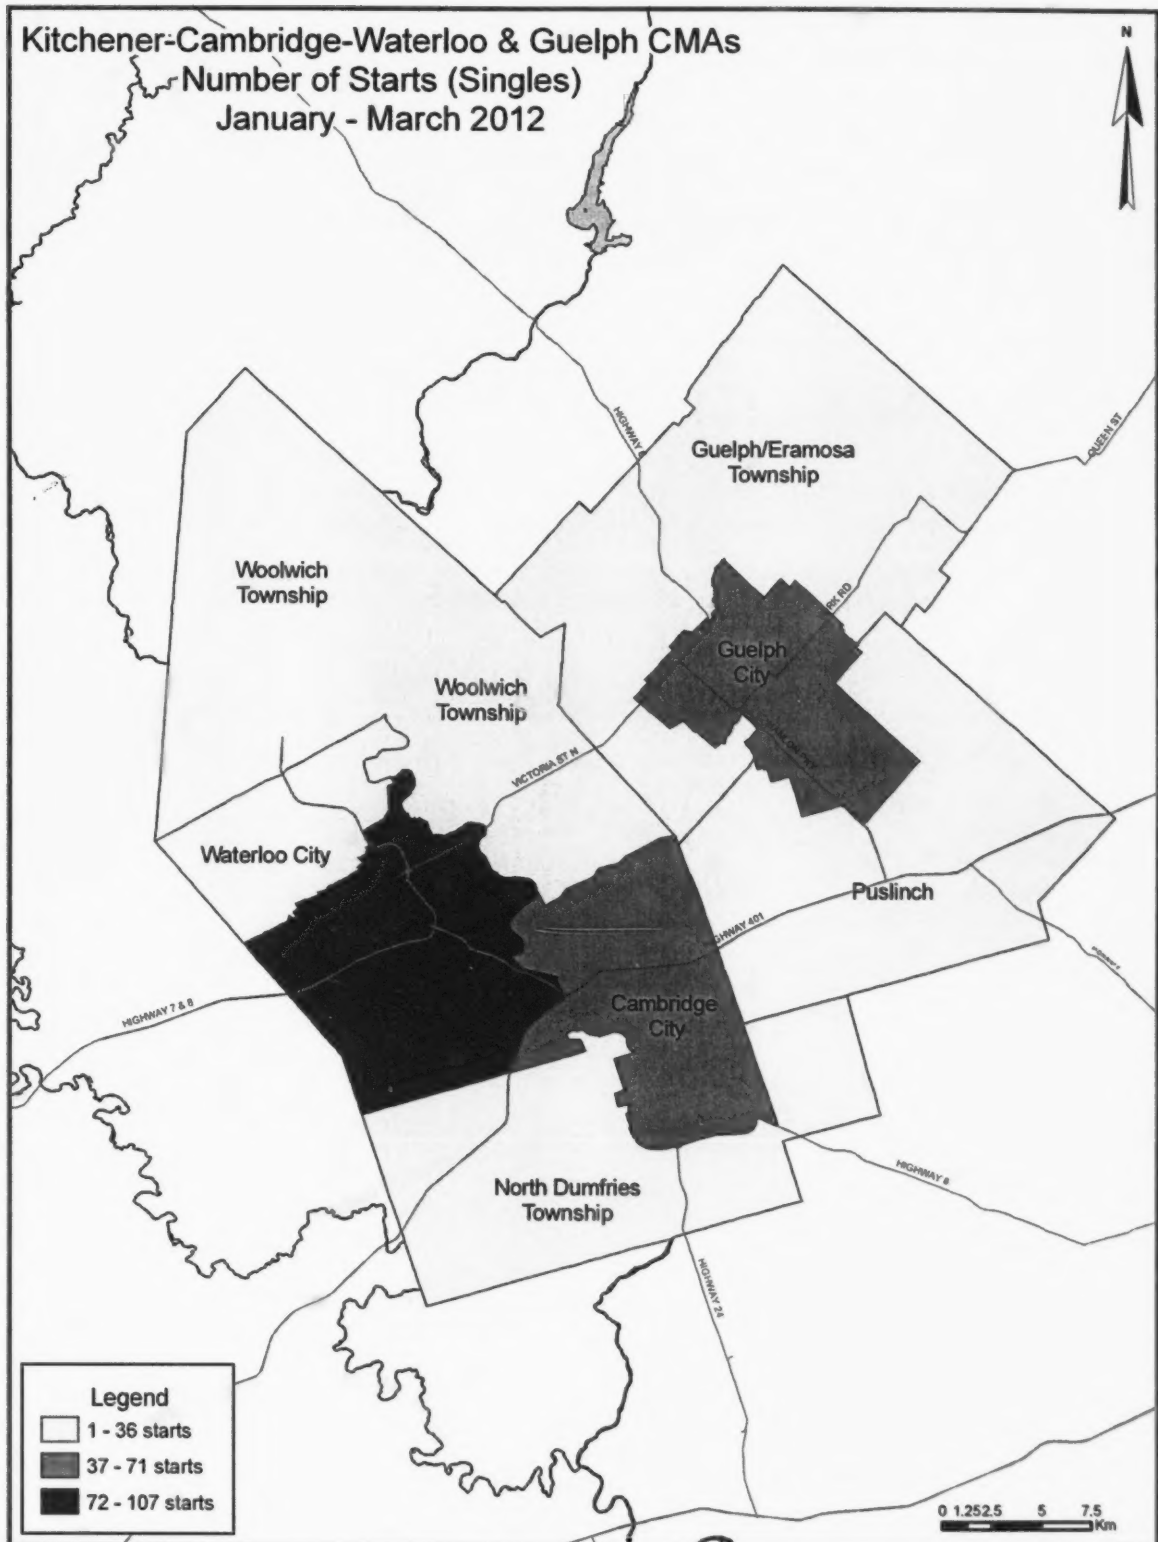 Kitchener-Cambridge-Waterloo & Guelph CMAs
Number of Starts (Singles)
January - March 2012
N
HIGHWAY 6
QUEEN ST
Guelph/Eramosa
Township
Woolwich
Township
RK RD
Guelph
City
Woolwich
Township
VICTORIA ST N
Waterloo City
Puslinch
GHWAY 401
Cambridge
City
HIGHWAY 7 & 8
HIGHWAY 8
North Dumfries
Township
HIGHWAY 24
Legend
1 - 36 starts
37 - 71 starts
72 - 107 starts
0 1.252.5 5 7.5
Km